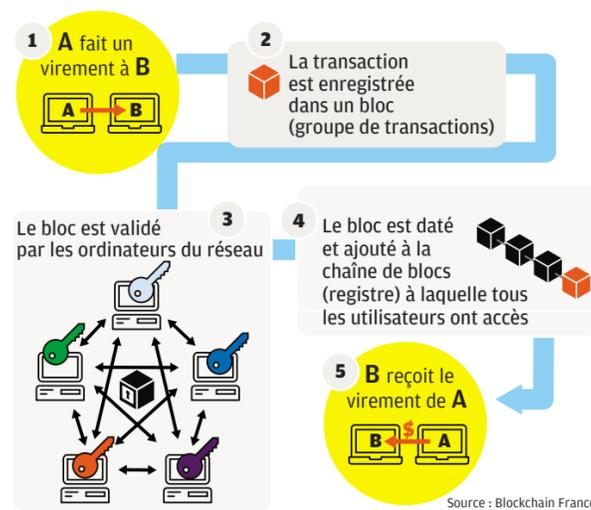 1
A fait un
virement à B
A B
2
La transaction
est enregistrée
dans un bloc
(groupe de transactions)
3
Le bloc est validé
par les ordinateurs du réseau
4
Le bloc est daté
et ajouté à la
chaîne de blocs
(registre) à laquelle tous
les utilisateurs ont accès
5
B reçoit le
virement de A
$
B A
Source : Blockchain France